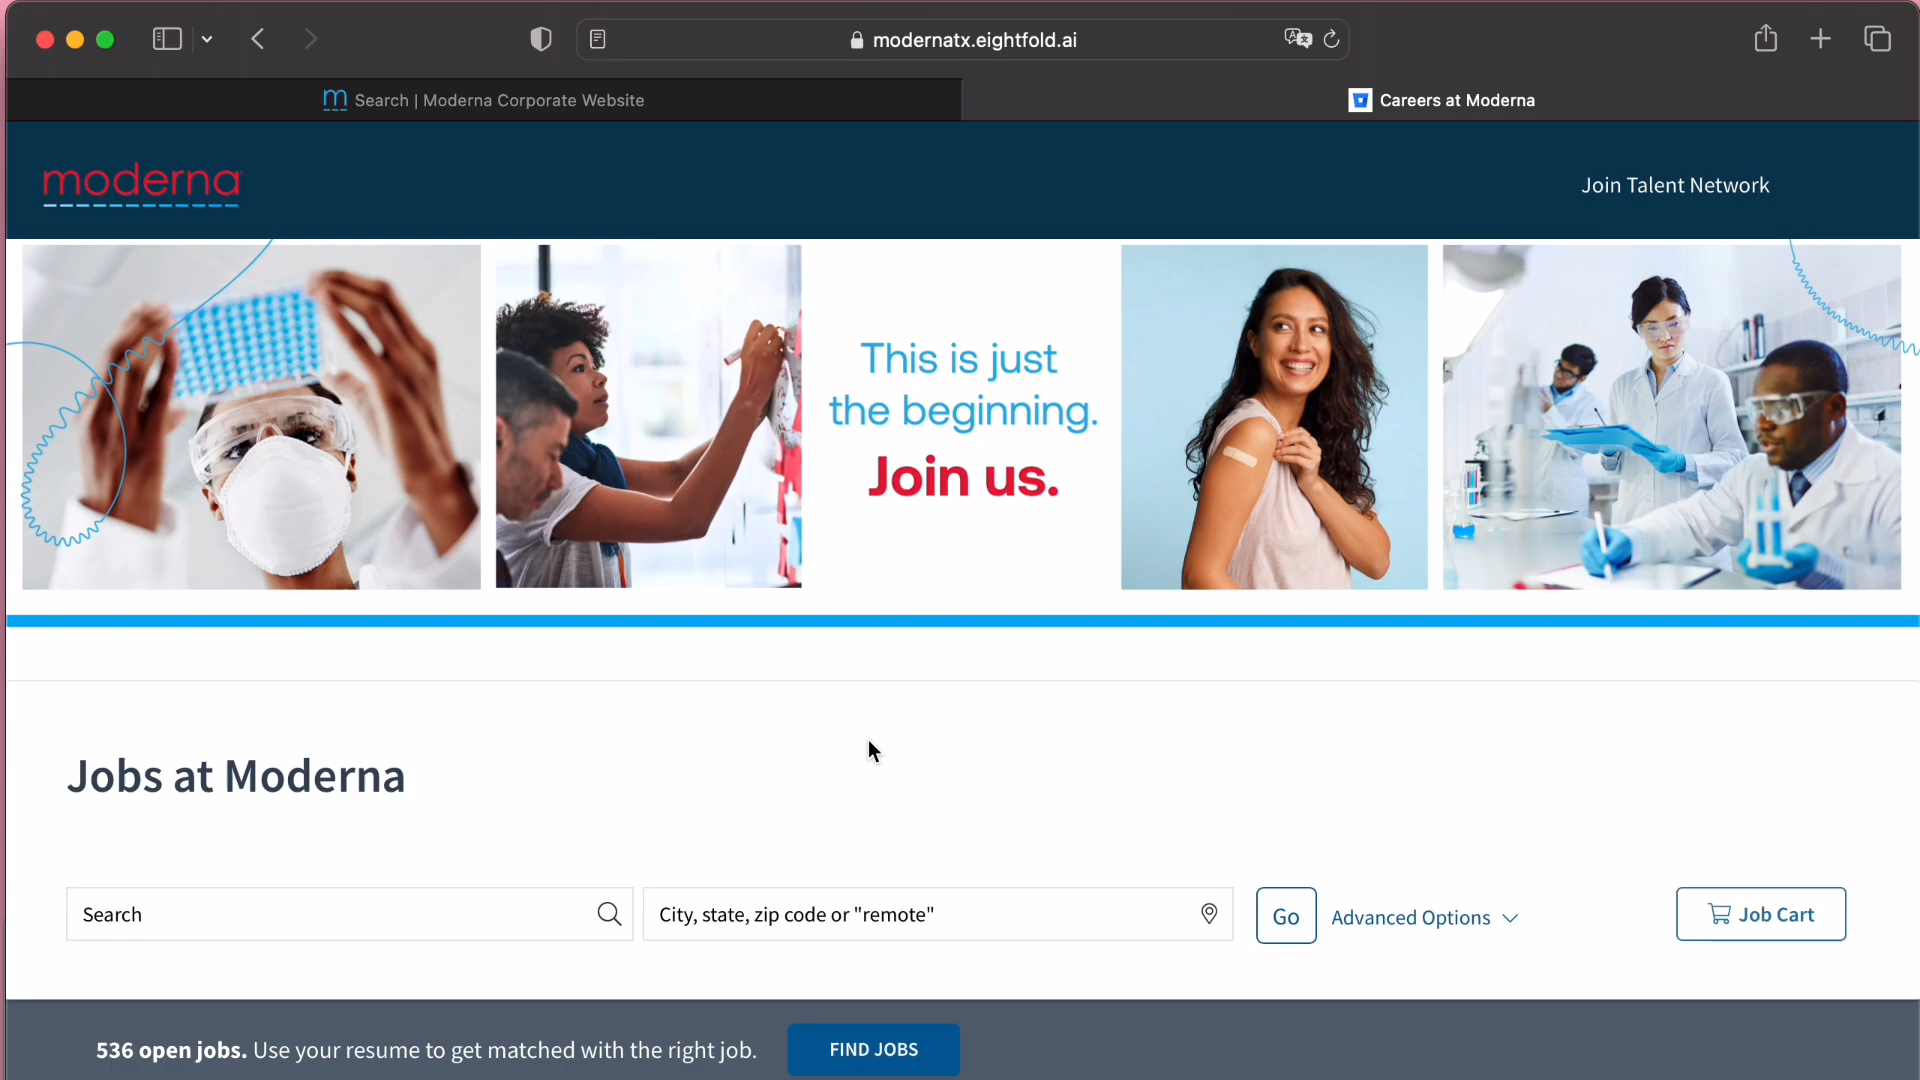 modernatx.eightfold.ai
Search | Moderna Corporate Website
Careers at Moderna
moderna
Join Talent Network
This is just
the beginning.
Join us.
Jobs at Moderna
Search
City, state, zip code or "remote"
Go
Advanced Options
Job Cart
536 open jobs. Use your resume to get matched with the right job.
FIND JOBS